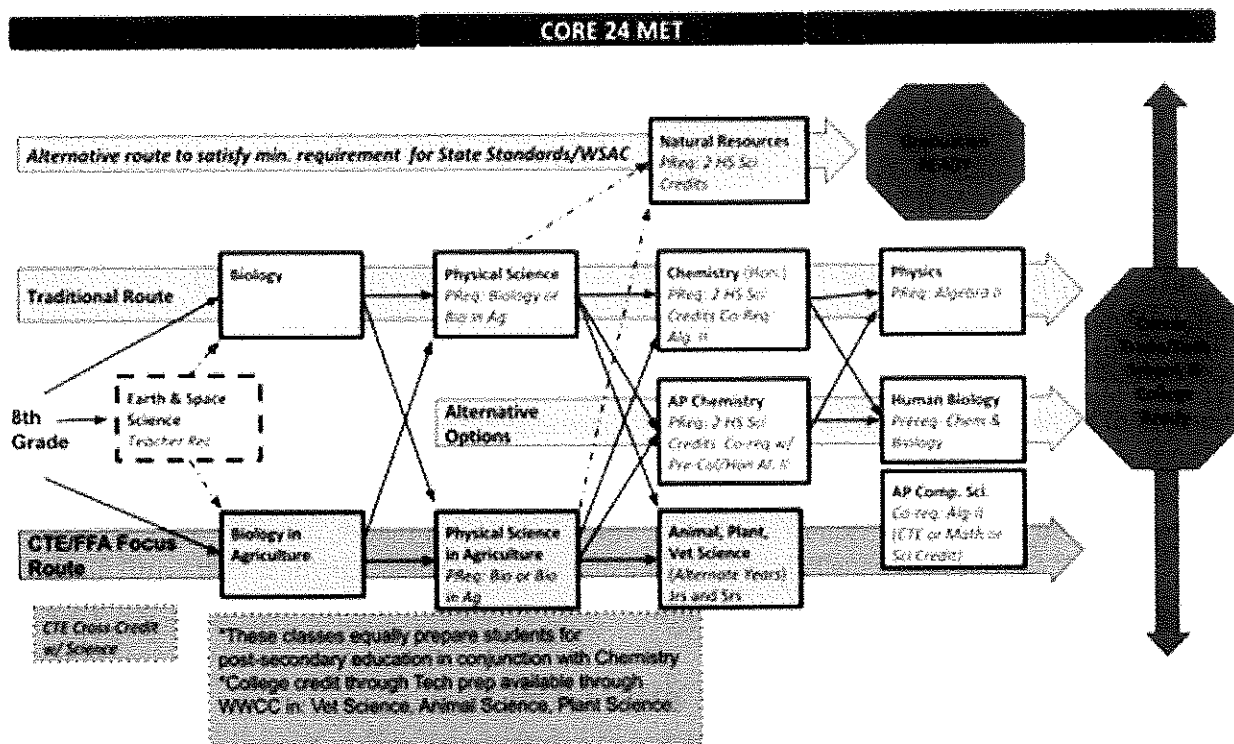 CORE 24 MET
Alternative route to satisfy min. requirement for State Standards/WSAC
Natural Resources
PReq: 2 HS Sci
Credits
Traditional Route
Biology
Physical Science
PReq: Biology or
Bio in Ag
Chemistry (Hon.)
PReq: 2 HS Sci
Credits Co-Req
Alg. II
Physics
PReq: Algebra II
8th
Grade
Earth & Space
Science
Teacher Rec
Alternative
Options
AP Chemistry
PReq: 2 HS Sci
Credits. Co-req w/
Pre-Col/Hon Al. II
Human Biology
Prereq: Chem &
Biology
AP Comp. Sci.
Co-req: Alg II
(CTE or Math or
Sci Credit)
CTE/FFA Focus
Route
Biology in
Agriculture
Physical Science
in Agriculture
PReq: Bio or Bio
in Ag
Animal, Plant,
Vet Science
(Alternate Years)
Jrs and Srs
CTE Cross Credit
w/ Science
*These classes equally prepare students for
post-secondary education in conjunction with Chemistry
*College credit through Tech prep available through
WWCC in: Vet Science, Animal Science, Plant Science.
College